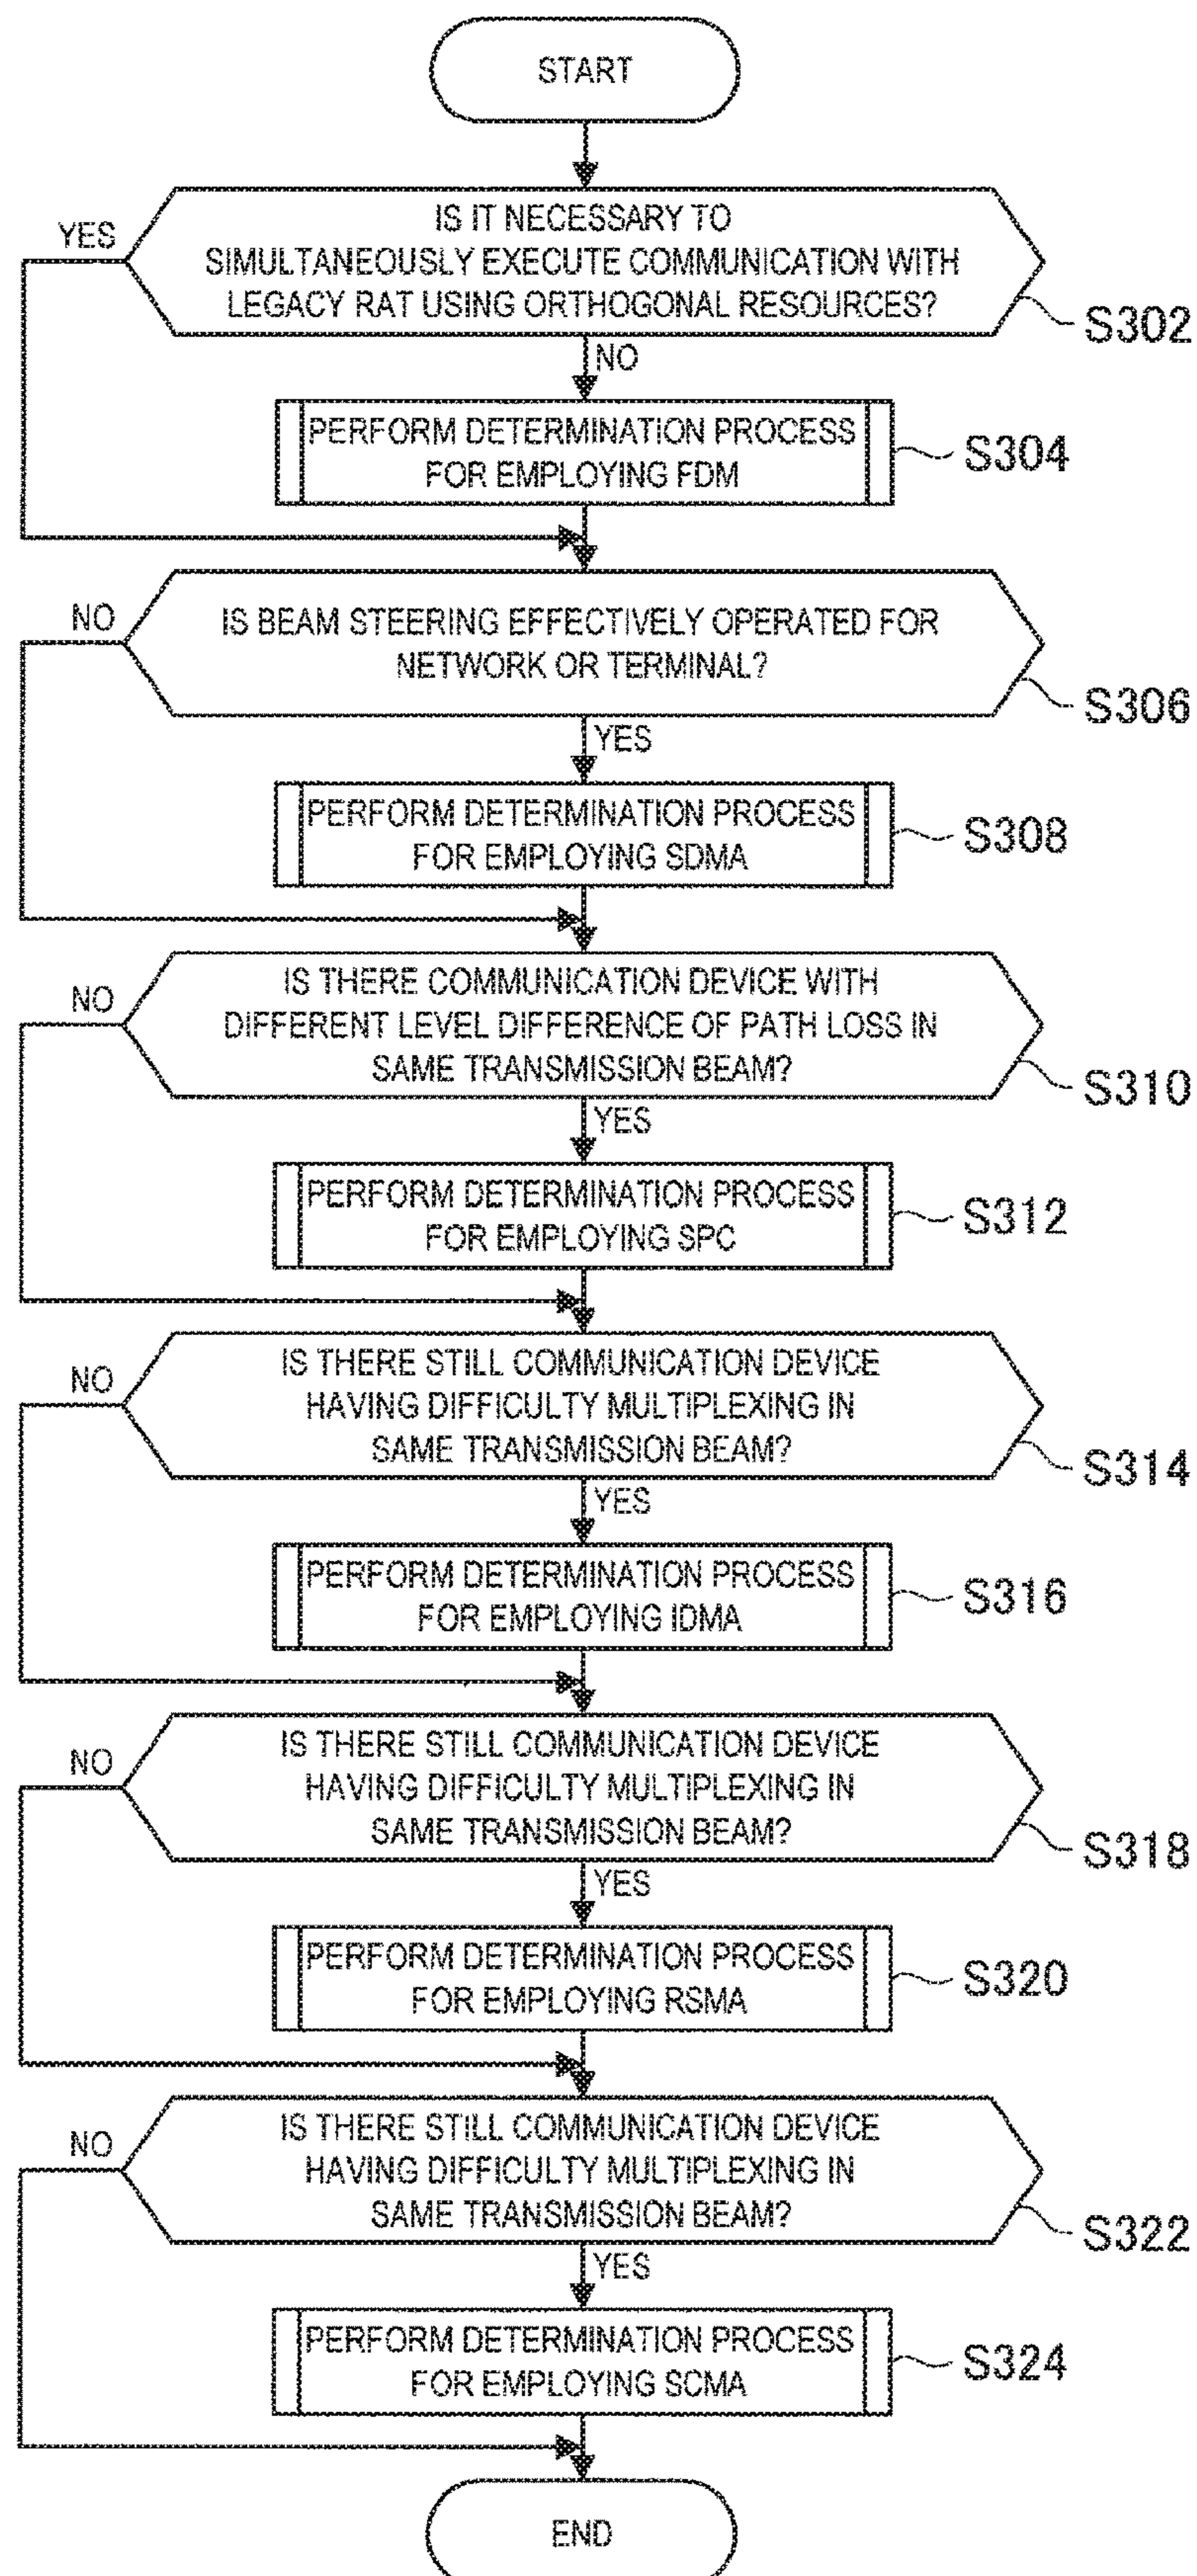 START
YES
IS IT NECESSARY TO
SIMULTANEOUSLY EXECUTE COMMUNICATION WITH
LEGACY RAT USING ORTHOGONAL RESOURCES?
S302
NO
PERFORM DETERMINATION PROCESS
FOR EMPLOYING FDM
S304
NO
IS BEAM STEERING EFFECTIVELY OPERATED FOR
NETWORK OR TERMINAL?
S306
YES
PERFORM DETERMINATION PROCESS
FOR EMPLOYING SDMA
S308
NO
IS THERE COMMUNICATION DEVICE WITH
DIFFERENT LEVEL DIFFERENCE OF PATH LOSS IN
SAME TRANSMISSION BEAM?
S310
YES
PERFORM DETERMINATION PROCESS
FOR EMPLOYING SPC
S312
NO
IS THERE STILL COMMUNICATION DEVICE
HAVING DIFFICULTY MULTIPLEXING IN
SAME TRANSMISSION BEAM?
S314
YES
PERFORM DETERMINATION PROCESS
FOR EMPLOYING IDMA
S316
NO
IS THERE STILL COMMUNICATION DEVICE
HAVING DIFFICULTY MULTIPLEXING IN
SAME TRANSMISSION BEAM?
S318
YES
PERFORM DETERMINATION PROCESS
FOR EMPLOYING RSMA
S320
NO
IS THERE STILL COMMUNICATION DEVICE
HAVING DIFFICULTY MULTIPLEXING IN
SAME TRANSMISSION BEAM?
S322
YES
PERFORM DETERMINATION PROCESS
FOR EMPLOYING SCMA
S324
END